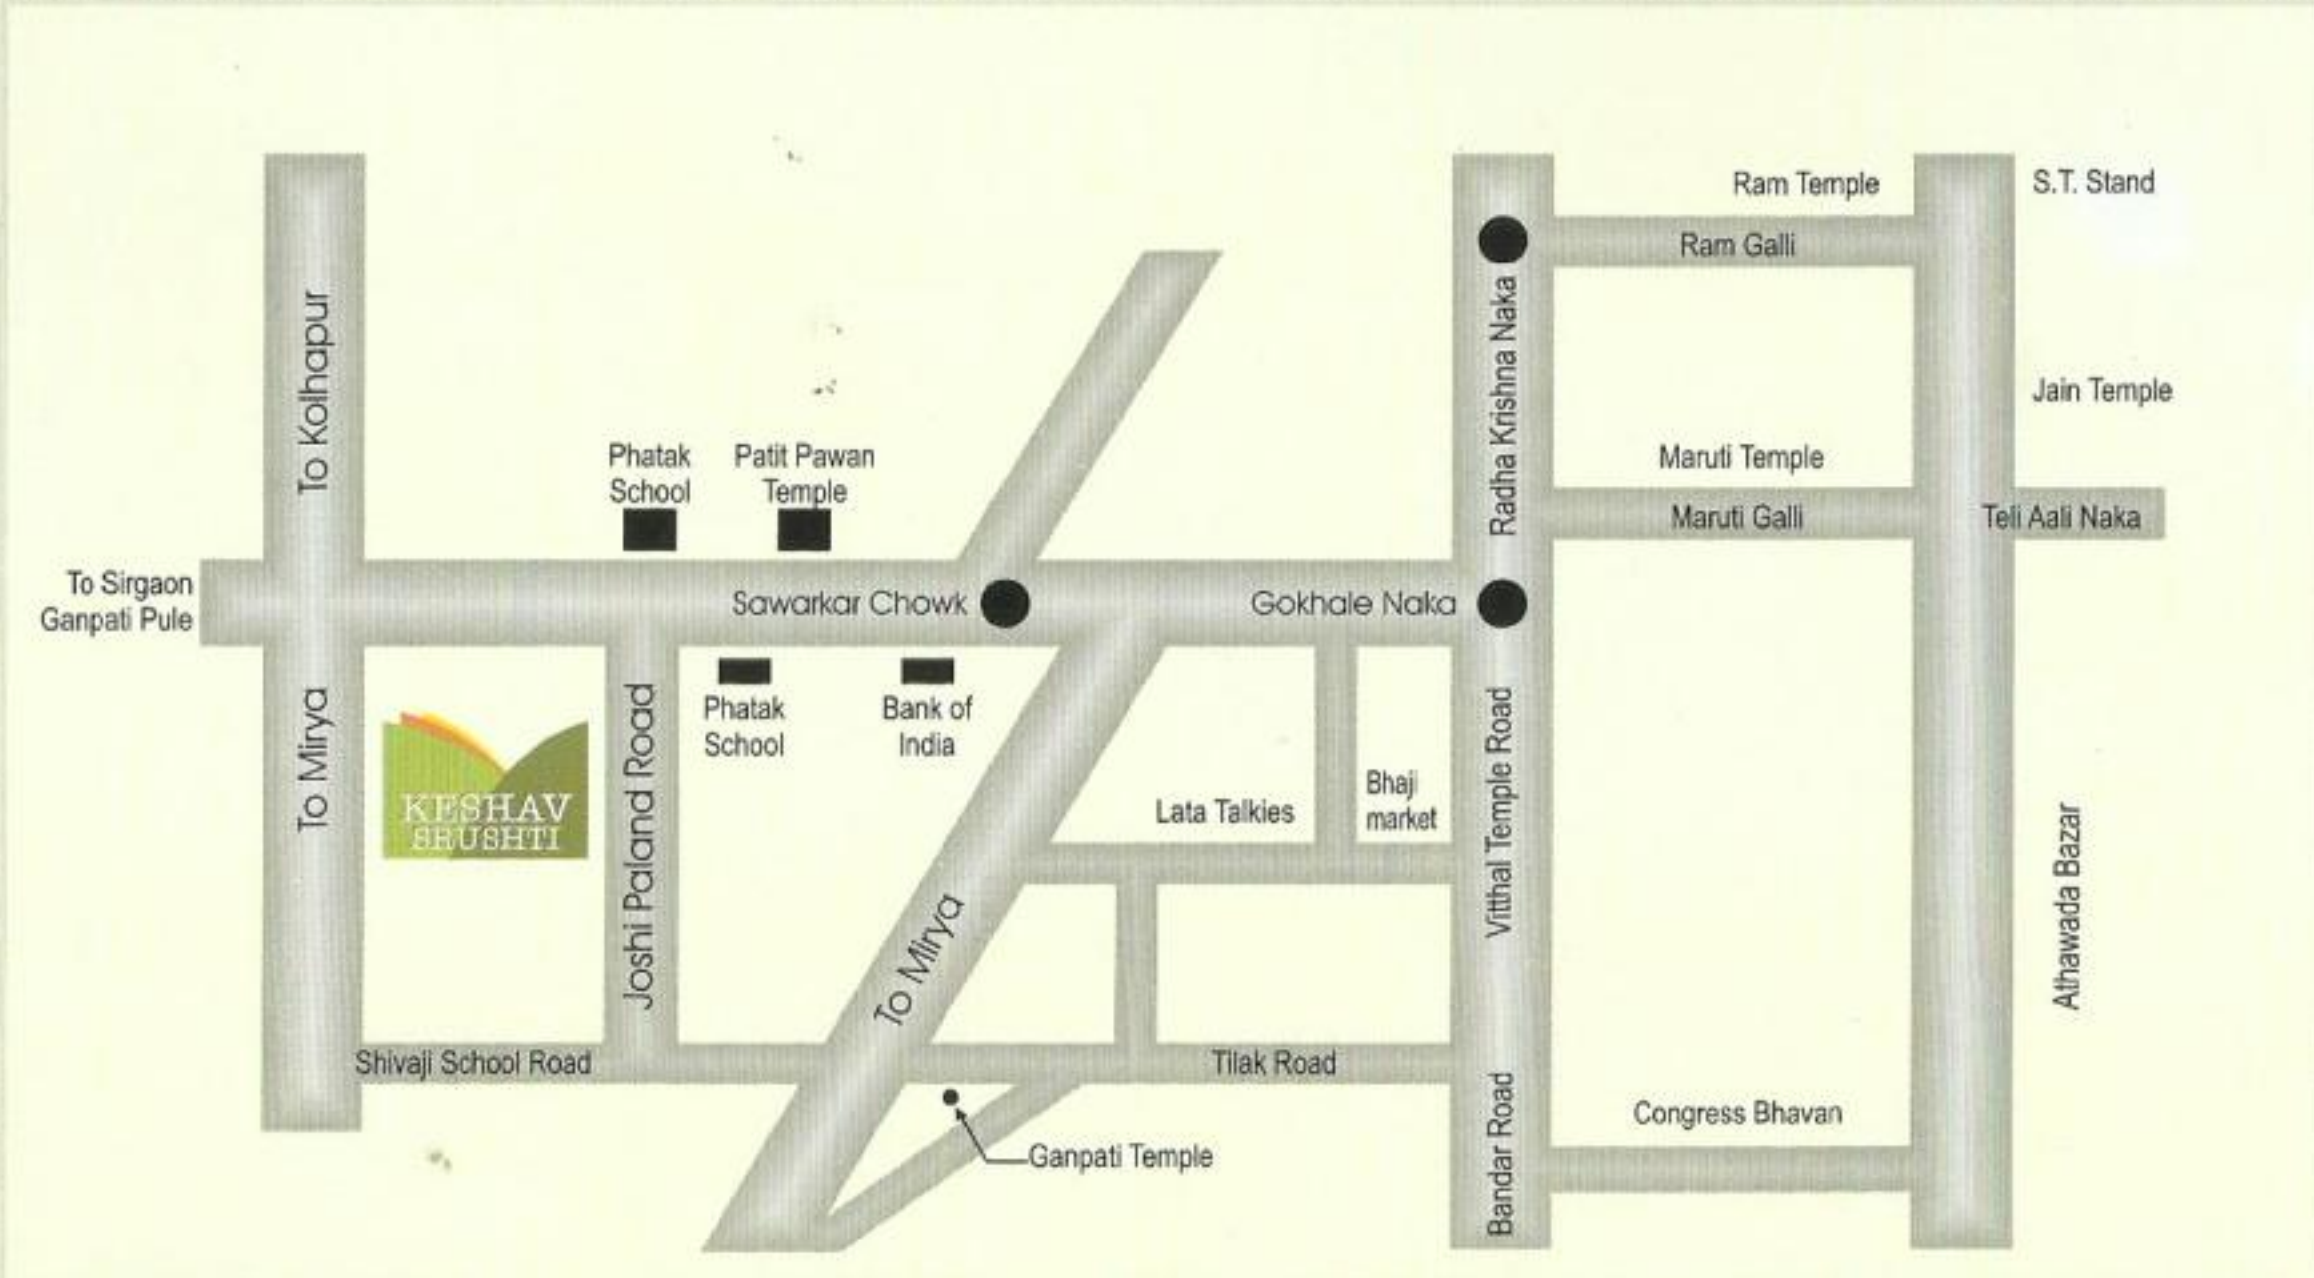 Ram Temple
S.T. Stand
Ram Galli
To Kolhapur
Radha Krishna Naka
Jain Temple
Phatak
School
Patit Pawan
Temple
Maruti Temple
Maruti Galli
Teli Aali Naka
To Sirgaon
Ganpati Pule
Sawarkar Chowk
Gokhale Naka
To Mirya
KESHAV
SRUSHTI
Joshi Paland Road
Phatak
School
Bank of
India
Lata Talkies
Bhaji
market
Vitthal Temple Road
Athawada Bazar
To Mirya
Shivaji School Road
Tilak Road
Ganpati Temple
Bandar Road
Congress Bhavan